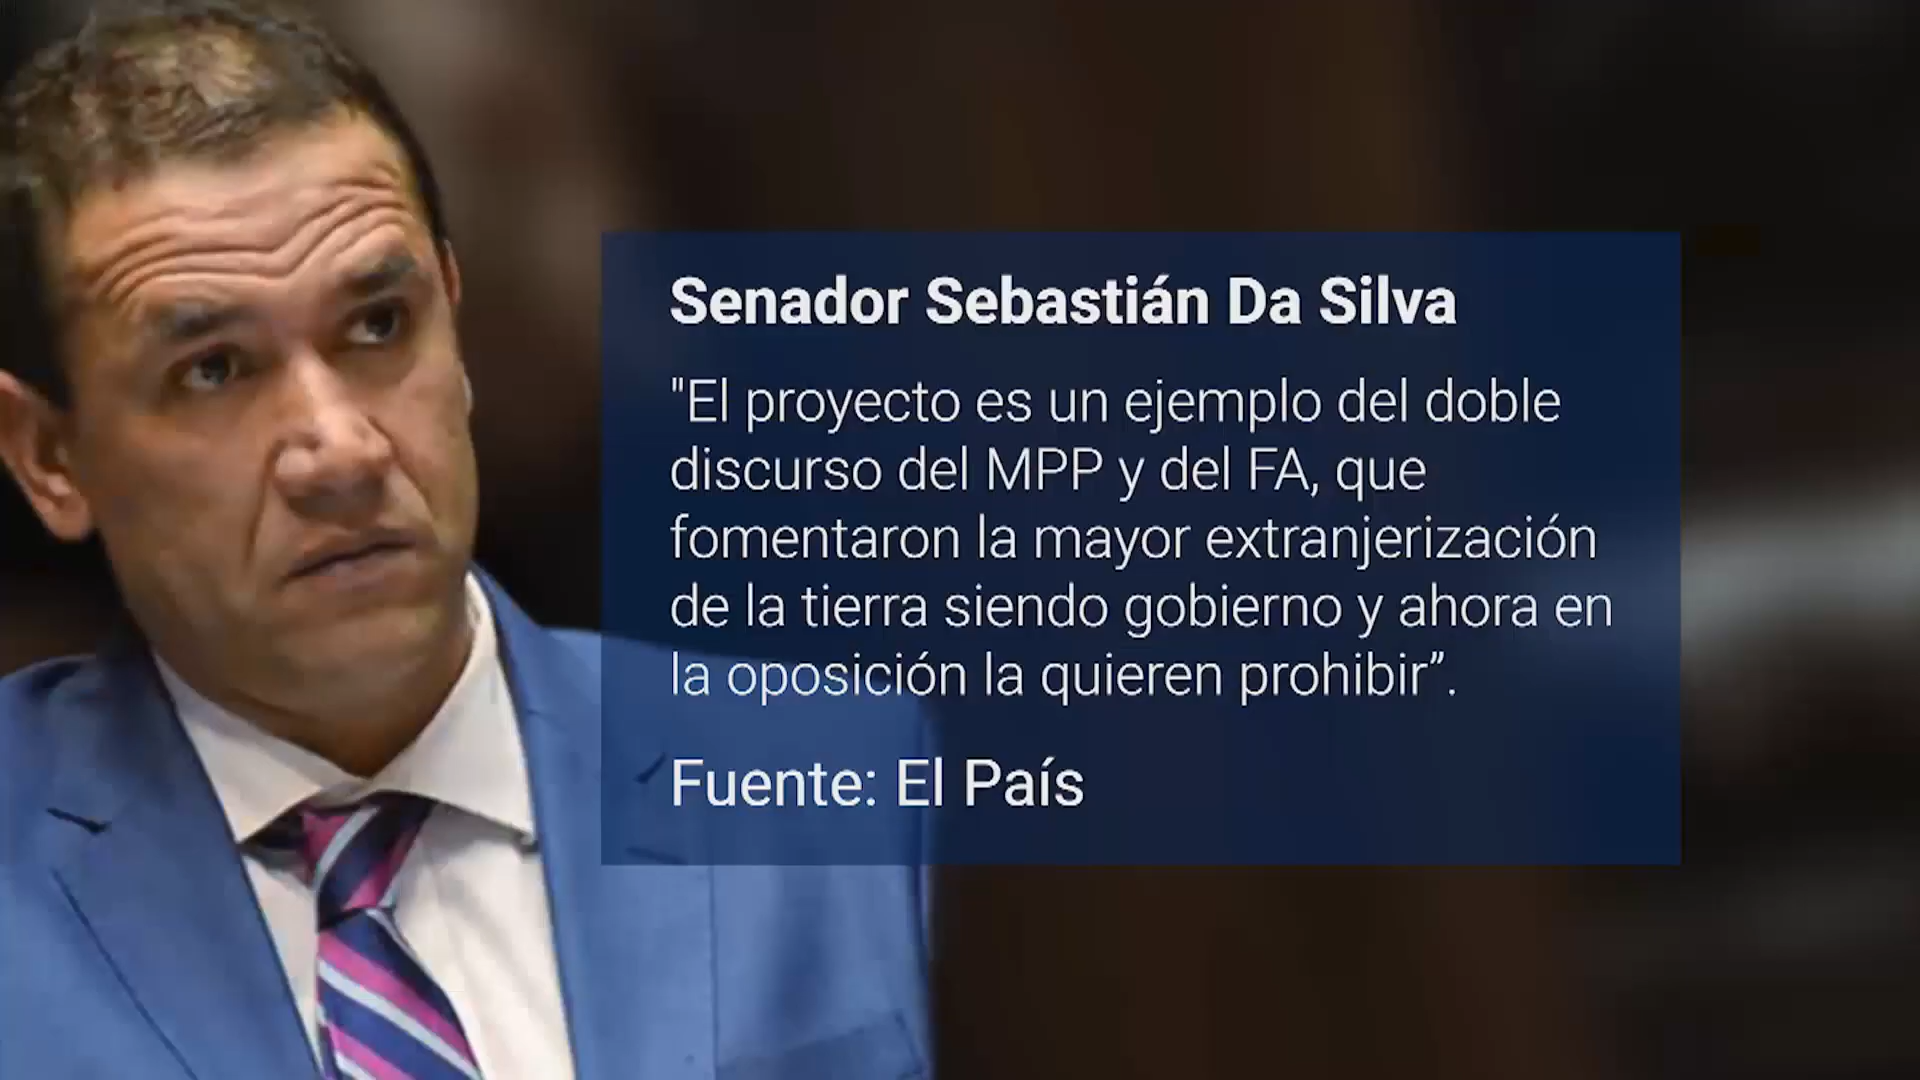 Senador Sebastián Da Silva
"El proyecto es un ejemplo del doble
discurso del MPP y del FA, que
fomentaron la mayor extranjerización
de la tierra siendo gobierno y ahora en
la oposición la quieren prohibir”.
Fuente: El País